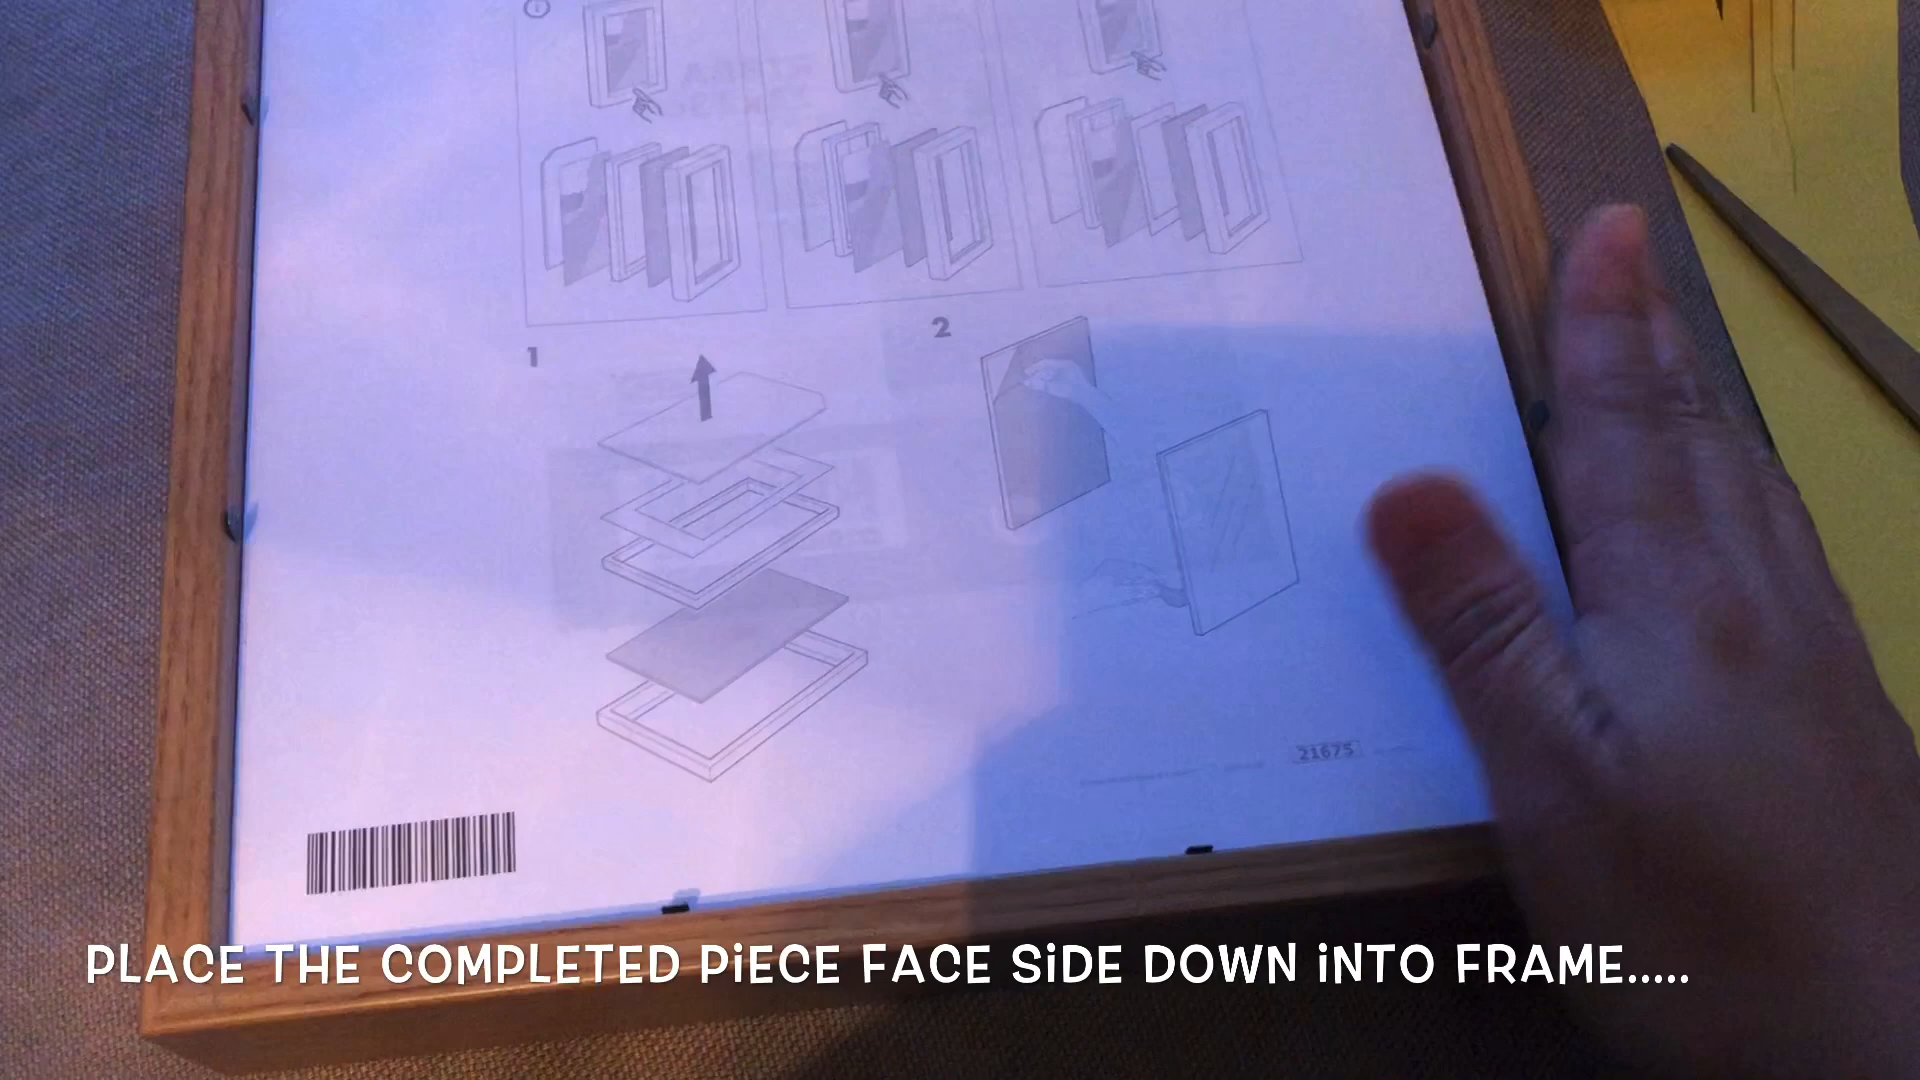 1
2
21675
PLACE THE COMPLETED PIECE FACE SIDE DOWN INTO FRAME.....